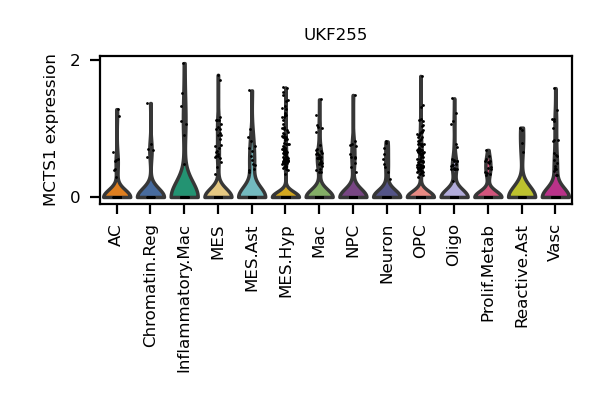 UKF255
MCTS1 expression
2
0
AC
Chromatin.Reg
Inflammatory.Mac
MES
MES.Ast
MES.Hyp
Mac
NPC
Neuron
OPC
Oligo
Prolif.Metab
Reactive.Ast
Vasc